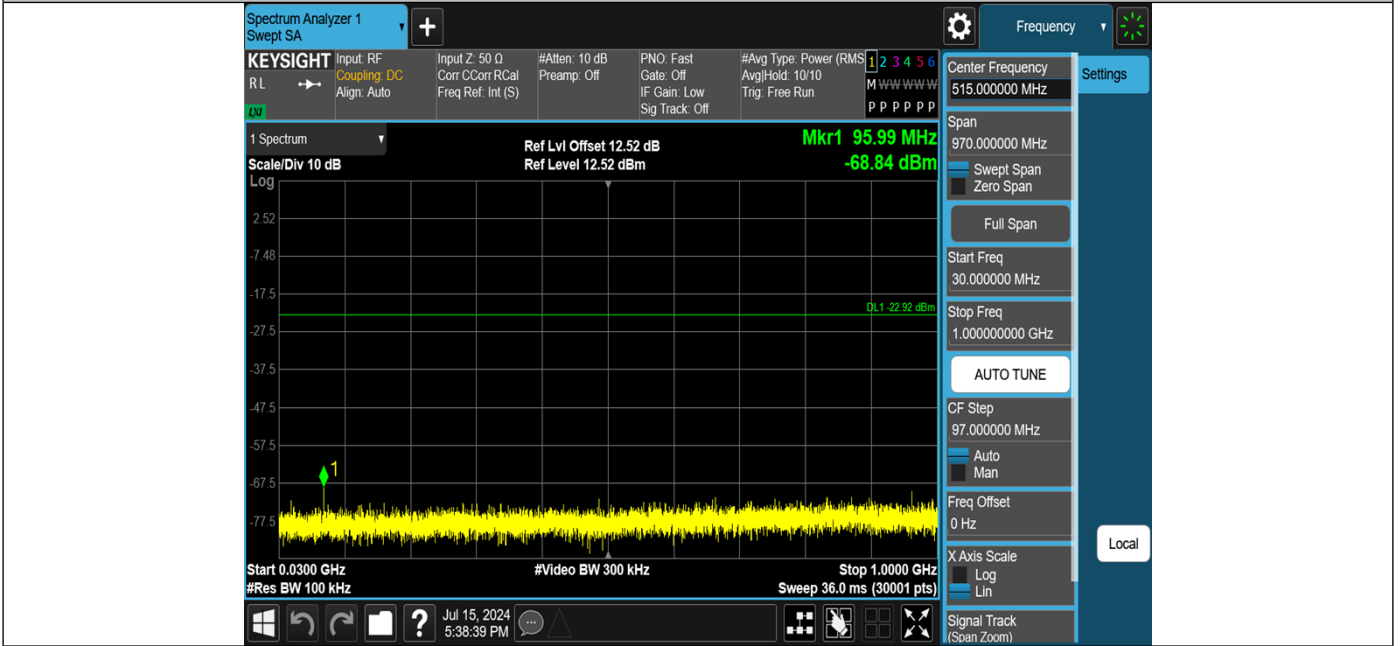 Spectrum Analyzer 1
Swept SA
+
Frequency
KEYSIGHT
RL
LXI
Input: RF
Coupling: DC
Align: Auto
Input Z: 50 Ω
Corr CCorr RCal
Freq Ref: Int (S)
#Atten: 10 dB
Preamp: Off
PNO: Fast
Gate: Off
IF Gain: Low
Sig Track: Off
#Avg Type: Power (RMS
Avg|Hold: 10/10
Trig: Free Run
1 2 3 4 5 6
M W W W W W
P P P P P P
1 Spectrum
Scale/Div 10 dB
Log
Ref Lvl Offset 12.52 dB
Ref Level 12.52 dBm
Mkr1 95.99 MHz
-68.84 dBm
2.52
-7.48
-17.5
DL1 -22.92 dBm
-27.5
-37.5
-47.5
-57.5
1
-67.5
-77.5
Start 0.0300 GHz
#Res BW 100 kHz
#Video BW 300 kHz
Stop 1.0000 GHz
Sweep 36.0 ms (30001 pts)
?
Jul 15, 2024
5:38:39 PM
Center Frequency
515.000000 MHz
Settings
Span
970.000000 MHz
Swept Span
Zero Span
Full Span
Start Freq
30.000000 MHz
Stop Freq
1.000000000 GHz
AUTO TUNE
CF Step
97.000000 MHz
Auto
Man
Freq Offset
0 Hz
X Axis Scale
Log
Lin
Signal Track
(Span Zoom)
Local